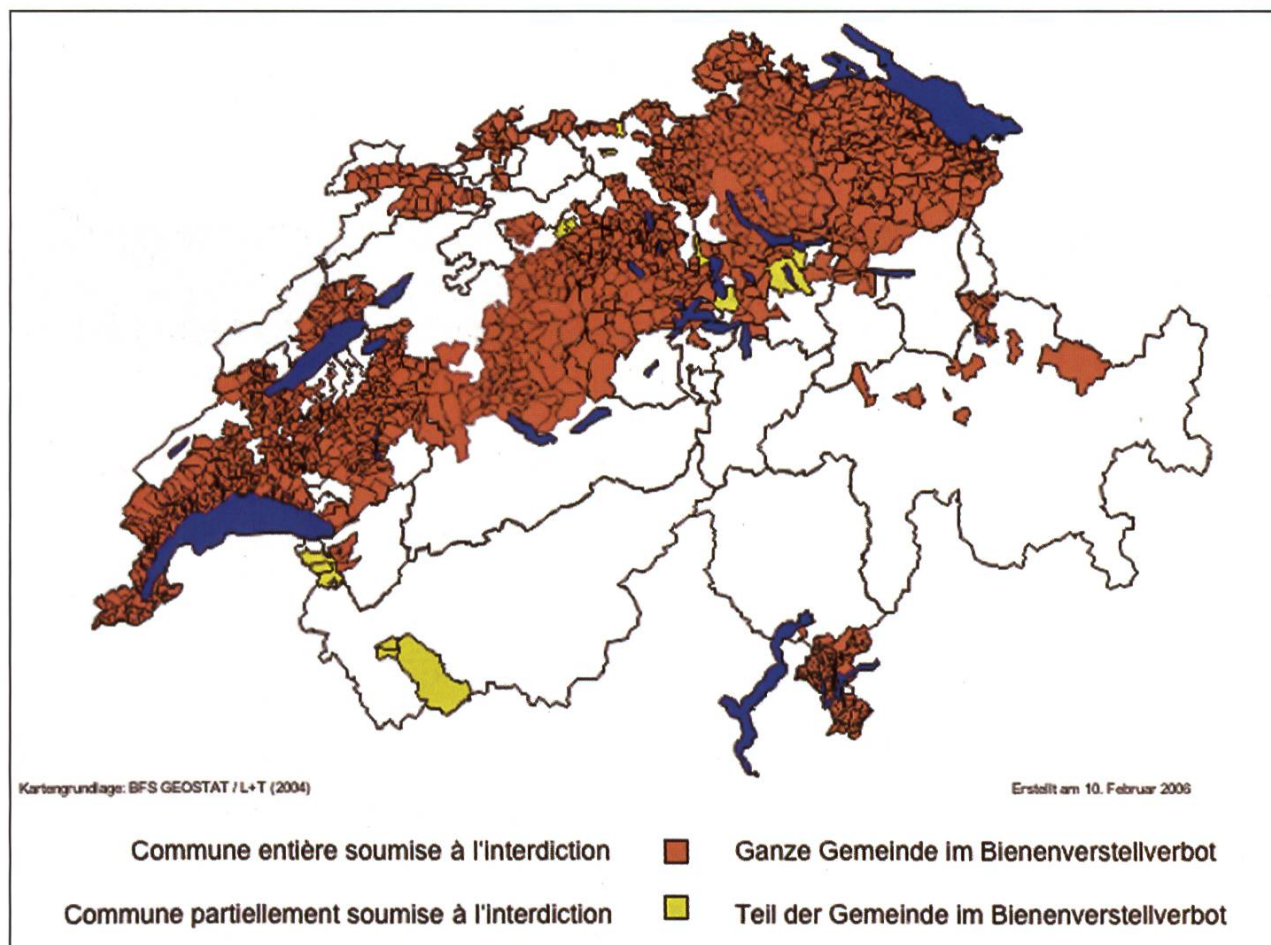 Kartengrundlage: BFS GEOSTAT / L+T (2004)
Erstellt am 10. Februar 2006
Commune entière soumise à l'interdiction
Ganze Gemeinde im Bienenverstellverbot
Commune partiellement soumise à l'interdiction
Teil der Gemeinde im Bienenverstellverbot